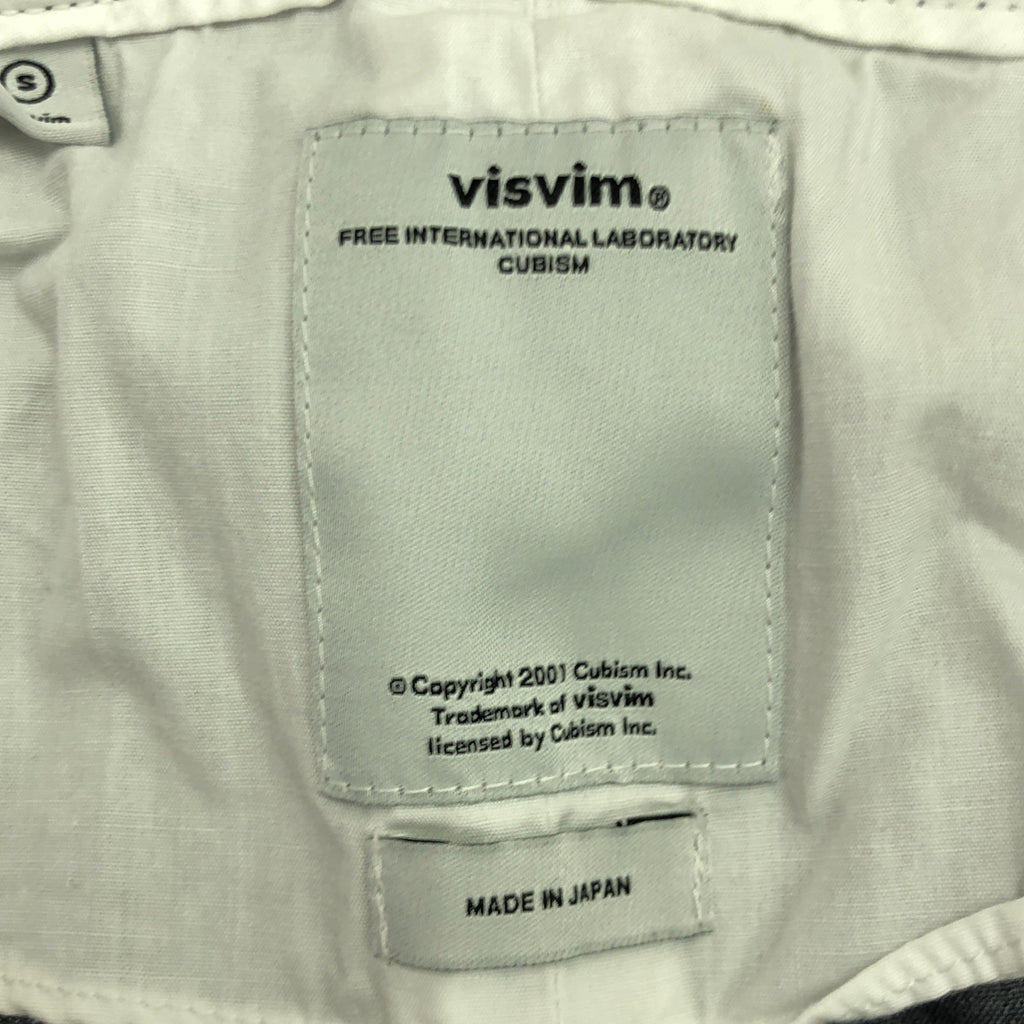 S
visvim®
FREE INTERNATIONAL LABORATORY
CUBISM
© Copyright 2001 Cubism Inc.
Trademark of visvim
licensed by Cubism Inc.
MADE IN JAPAN